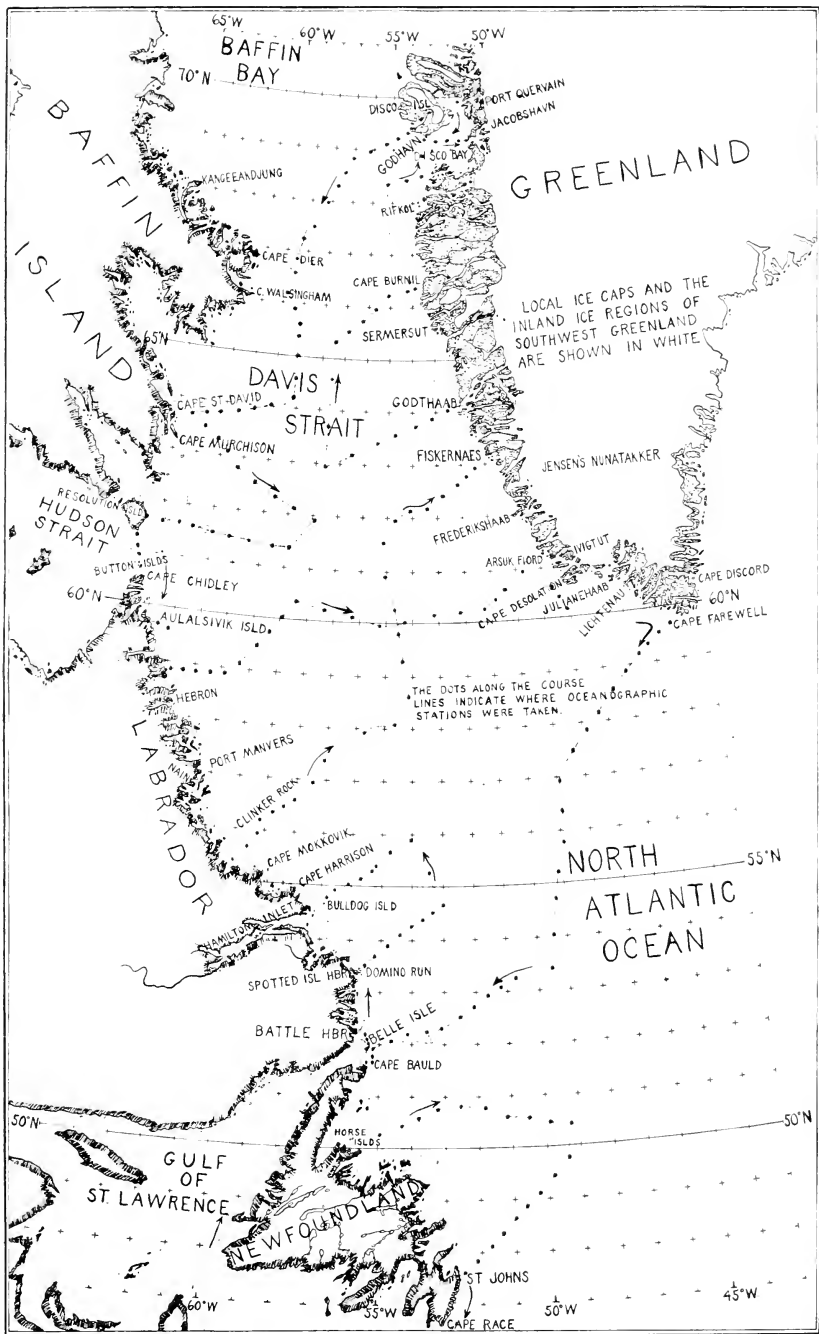 65°W
60°W
55°W
50°W
BAFFIN
BAY
70°N
DISCO ISL
PORT QUERVAIN
JACOBSHAVN
GODHAVN
SCO BAY
BAFFIN
ISLAND
GREENLAND
KANGEEAKDJUNG
RIFKOL
CAPE DIER
C. WALSINGHAM
CAPE BURNIL
LOCAL ICE CAPS AND THE
INLAND ICE REGIONS OF
SOUTHWEST GREENLAND
ARE SHOWN IN WHITE
65N
SERMERSUT
DAVIS
STRAIT
CAPE ST DAVID
GODTHAAB
CAPE MURCHISON
FISKERNAES
JENSEN'S NUNATAKKER
RESOLUTION ISLD
HUDSON
STRAIT
FREDERIKSHAAB
BUTTON ISLDS
CAPE CHIDLEY
ARSUK FIORD
IVIGTUT
CAPE DESOLATION
JULIANEHAAB
LICHTENAU
CAPE DISCORD
60°N
60°N
CAPE FAREWELL
AULALSIVIK ISLD
HEBRON
THE DOTS ALONG THE COURSE
LINES INDICATE WHERE OCEANOGRAPHIC
STATIONS WERE TAKEN.
LABRADOR
PORT MANVERS
NAIN
CLINKER ROCK
CAPE MOKKOVIK
CAPE HARRISON
NORTH
ATLANTIC
OCEAN
55°N
BULLDOG ISLD
HAMILTON INLET
SPOTTED ISL HBR
DOMINO RUN
BATTLE HBR
BELLE ISLE
CAPE BAULD
50°N
50°N
HORSE
ISLDS
GULF
OF
ST. LAWRENCE
NEWFOUNDLAND
ST JOHNS
60°W
55°W
50°W
45°W
CAPE RACE